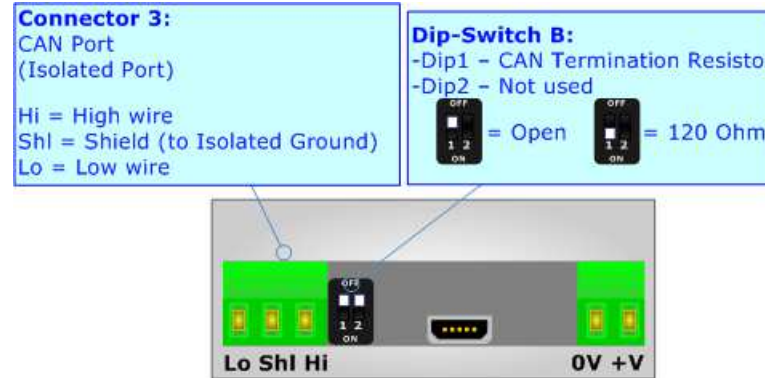 Connector 3:
CAN Port
(Isolated Port)
Hi = High wire
Shl = Shield (to Isolated Ground)
Lo = Low wire
Dip-Switch B:
-Dip1 – CAN Termination Resisto
-Dip2 – Not used
OFF
1 2
ON
= Open
OFF
1 2
ON
= 120 Ohm
OFF
1 2
ON
Lo Shl Hi
0V +V